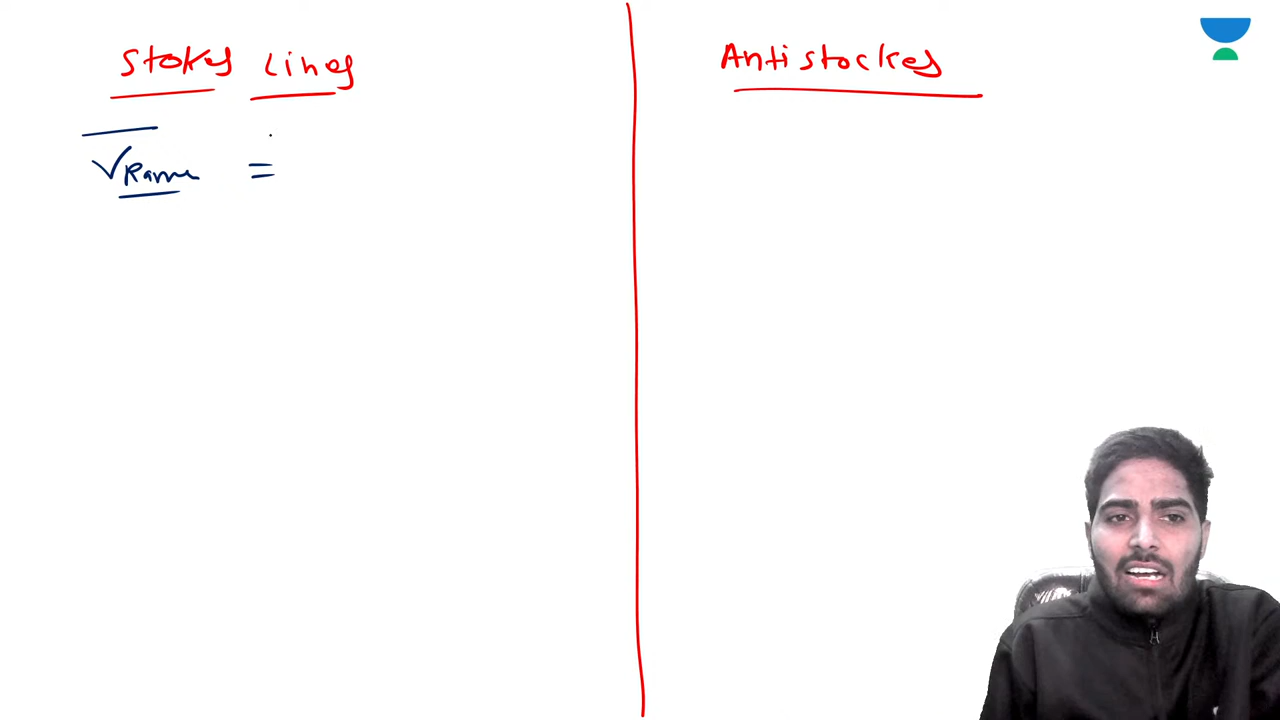 Stokes Lines
Antistockes
ν̅Raman =